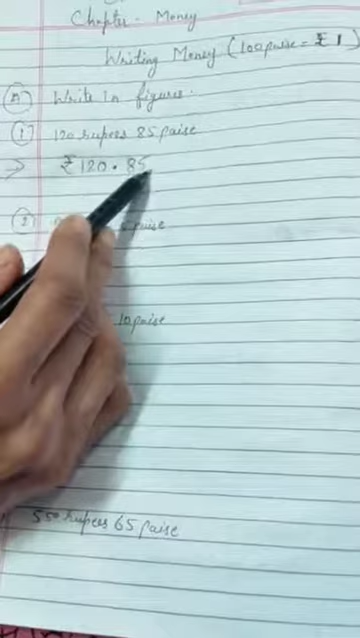 Chapter - Money
Writing Money (100 paise = ₹ 1)
(A) Write in figures.
(1) 120 rupees 85 paise
→ ₹ 120.85
(2) paise
10 paise
550 rupees 65 paise